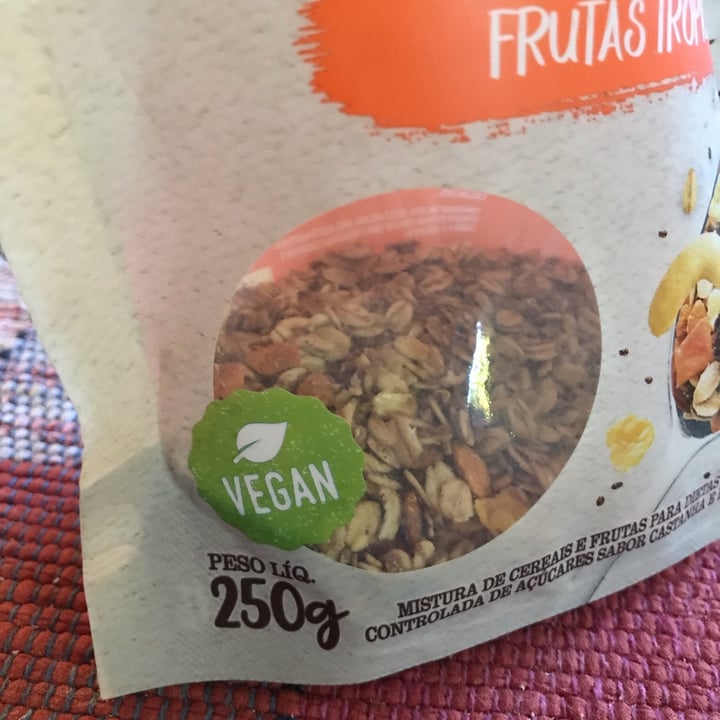 FRUTAS TROP
VEGAN
PESO LÍQ.
250g
MISTURA DE CEREAIS E FRUTAS PARA DIETAS
CONTROLADA DE AÇÚCARES SABOR CASTANHA E